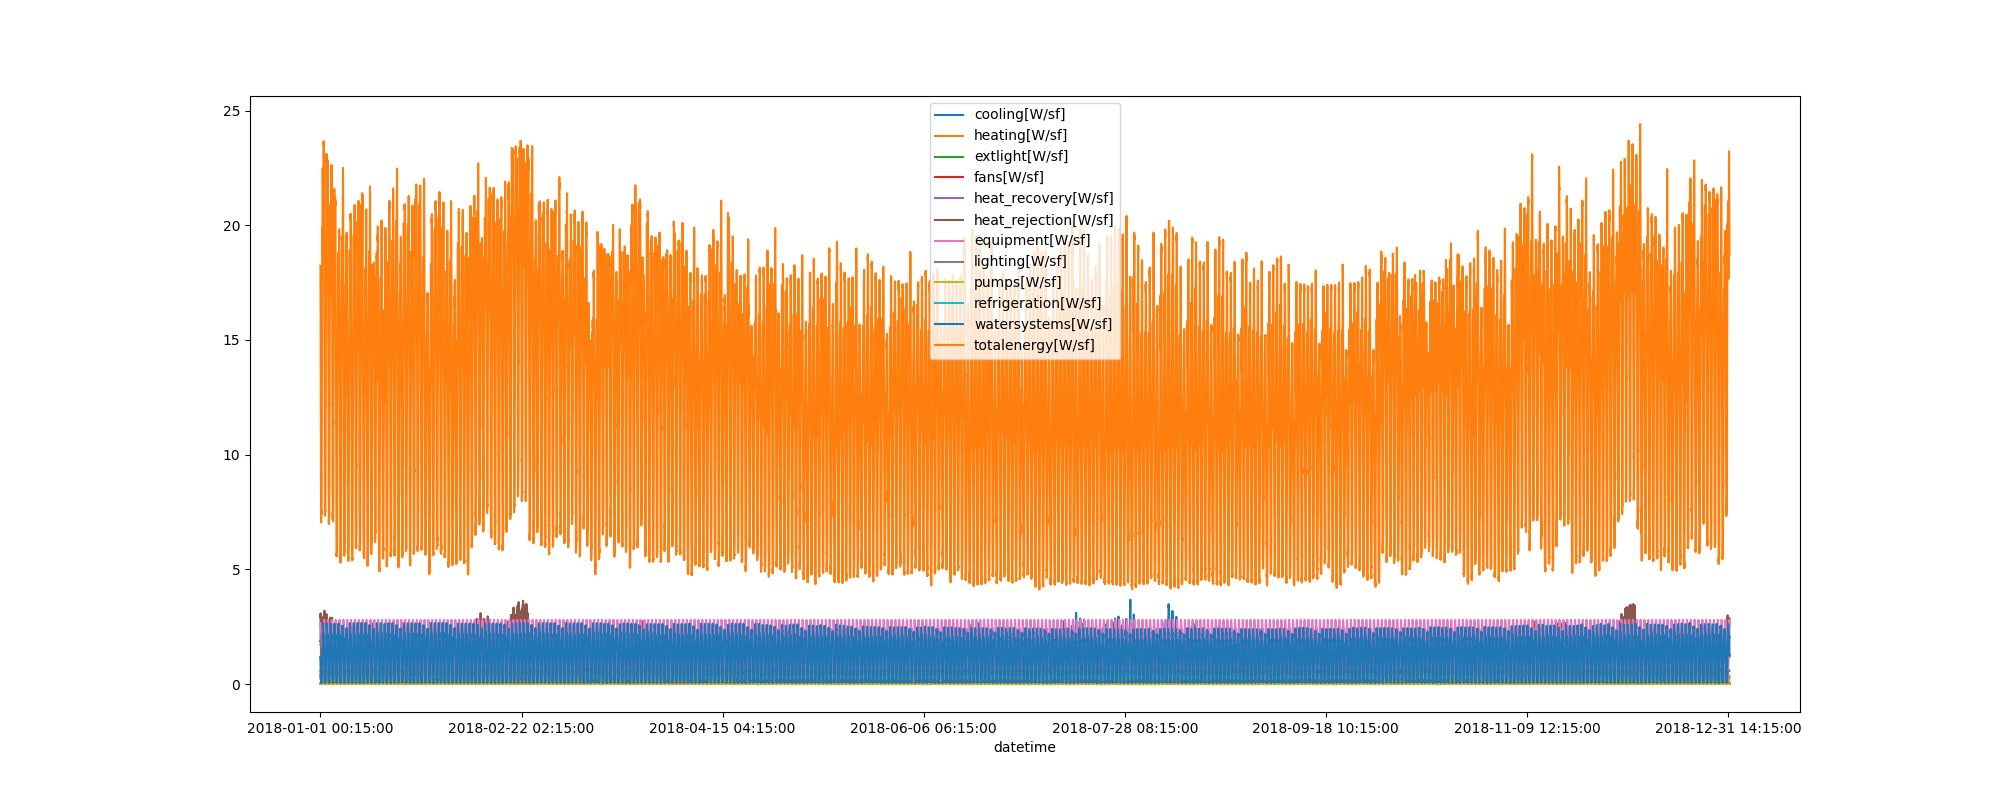 25
20
15
10
5
0
cooling[W/sf]
heating[W/sf]
extlight[W/sf]
fans[W/sf]
heat_recovery[W/sf]
heat_rejection[W/sf]
equipment[W/sf]
lighting[W/sf]
pumps[W/sf]
refrigeration[W/sf]
watersystems[W/sf]
totalenergy[W/sf]
2018-01-01 00:15:00 2018-02-22 02:15:00 2018-04-15 04:15:00 2018-06-06 06:15:00 2018-07-28 08:15:00 2018-09-18 10:15:00 2018-11-09 12:15:00 2018-12-31 14:15:00
datetime